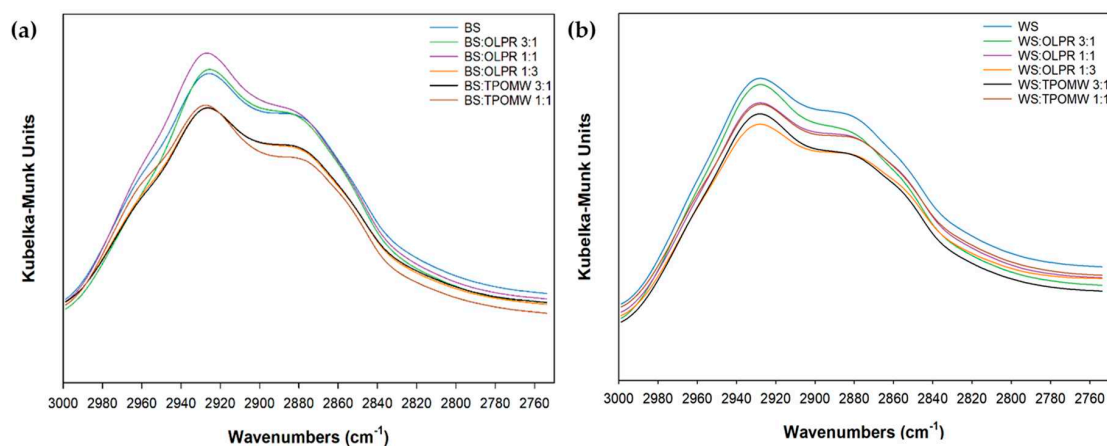 (a)
BS
BS:OLPR 3:1
BS:OLPR 1:1
BS:OLPR 1:3
BS:TPOMW 3:1
BS:TPOMW 1:1
Kubelka-Munk Units
3000 2980 2960 2940 2920 2900 2880 2860 2840 2820 2800 2780 2760
Wavenumbers (cm⁻¹)
(b)
WS
WS:OLPR 3:1
WS:OLPR 1:1
WS:OLPR 1:3
WS:TPOMW 3:1
WS:TPOMW 1:1
Kubelka-Munk Units
3000 2980 2960 2940 2920 2900 2880 2860 2840 2820 2800 2780 2760
Wavenumbers (cm⁻¹)